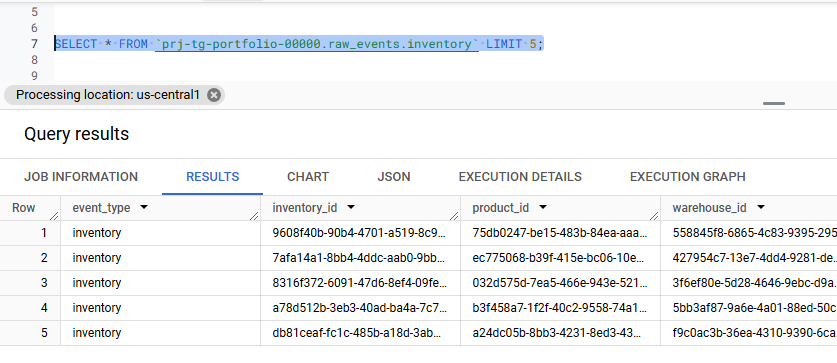 5
6
7 SELECT * FROM `prj-tg-portfolio-00000.raw_events.inventory` LIMIT 5;
8
9
Processing location: us-central1
Query results
JOB INFORMATION RESULTS CHART JSON EXECUTION DETAILS EXECUTION GRAPH
Row event_type inventory_id product_id warehouse_id
1 inventory 9608f40b-90b4-4701-a519-8c9... 75db0247-be15-483b-84ea-aaa... 558845f8-6865-4c83-9395-295
2 inventory 7afa14a1-8bb4-4ddc-aab0-9bb... ec775068-b39f-415e-bc06-10e... 427954c7-13e7-4dd4-9281-de..
3 inventory 8316f372-6091-47d6-8ef4-09fe... 032d575d-7ea5-466e-943e-521... 3f6ef80e-5d28-4646-9ebc-d9a.
4 inventory a78d512b-3eb3-40ad-ba4a-7c7... b3f458a7-1f2f-40c2-9558-74a1... 5bb3af87-9a6e-4a01-88ed-50c
5 inventory db81ceaf-fc1c-485b-a18d-3ab... a24dc05b-8bb3-4231-8ed3-43... f9c0ac3b-36ea-4310-9390-6ca